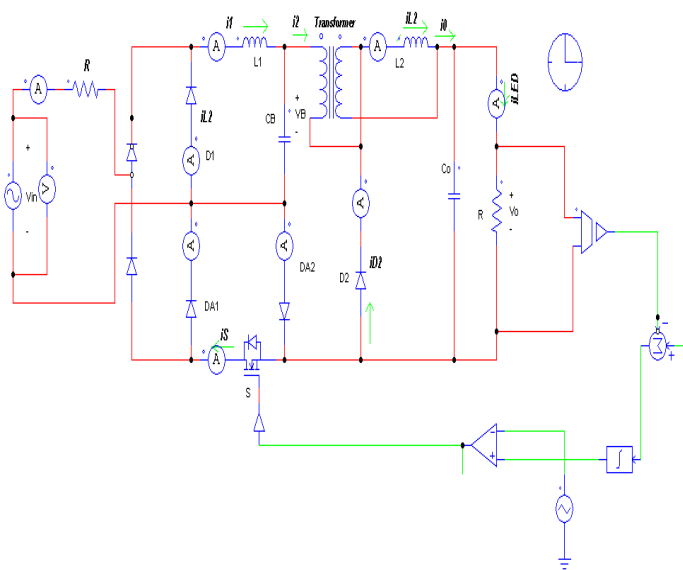 i1
i2
Transformer
iL2
i0
A
L1
A
L2
R
A
iL2
CB
+
VB
-
A
iLED
D1
A
Co
+
Vin
-
V
A
R
+
Vo
-
A
A
DA2
D2
iD2
DA1
iS
A
S
-
Σ
+
-
+
∫